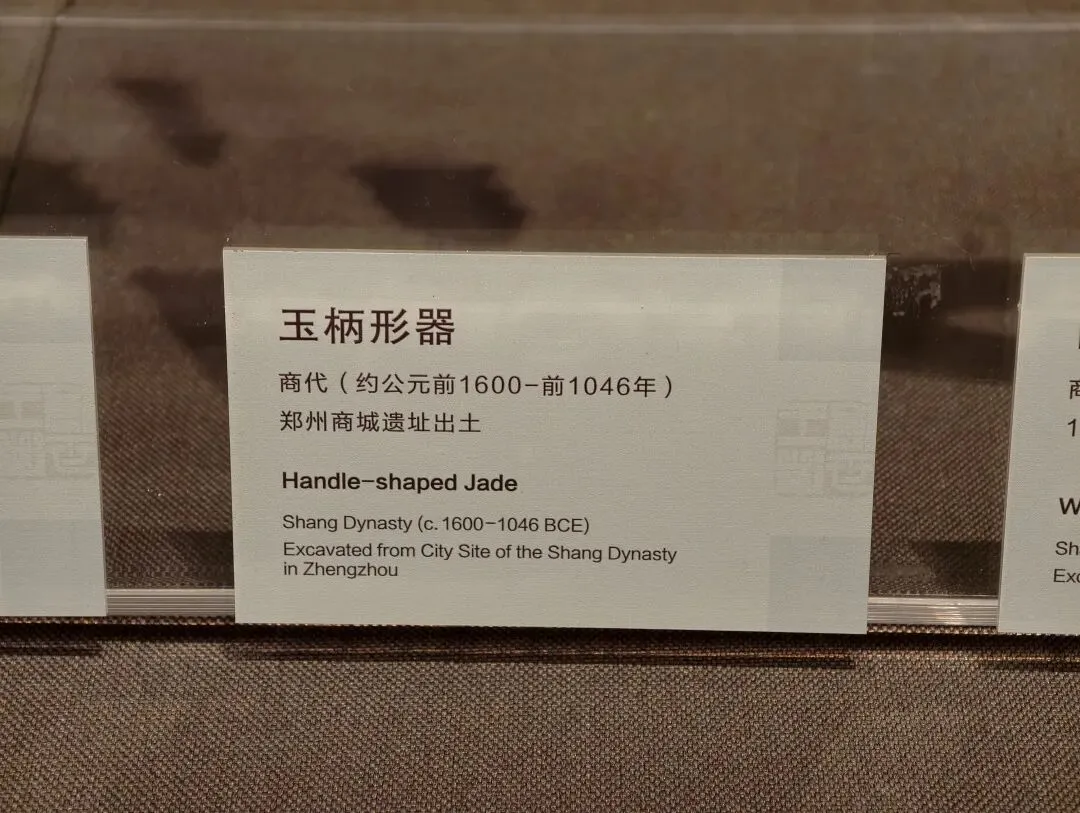 玉柄形器
商代（约公元前1600-前1046年）
郑州商城遗址出土
Handle-shaped Jade
Shang Dynasty (c. 1600-1046 BCE)
Excavated from City Site of the Shang Dynasty
in Zhengzhou